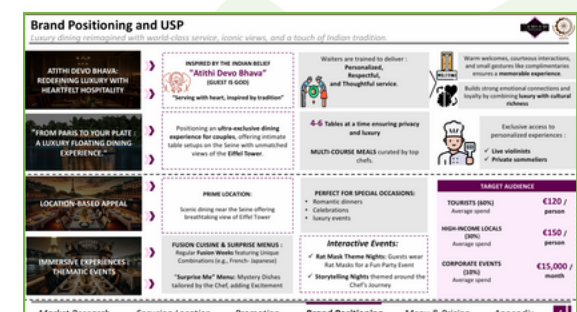 Brand Positioning and USP
Luxury dining reimagined with world-class service, iconic views, and a touch of Indian tradition.
ATITHI DEVO BHAVA:
REDEFINING LUXURY WITH
HEARTFELT HOSPITALITY
INSPIRED BY THE INDIAN BELIEF
"Atithi Devo Bhava"
(GUEST IS GOD)
"Serving with heart, inspired by tradition"
Waiters are trained to deliver :
Personalized,
Respectful,
and Thoughtful service.
WELCOME
Warm welcomes, courteous interactions,
and small gestures like complimentaries
ensures a memorable experience.
Builds strong emotional connections and
loyalty by combining luxury with cultural
richness
"FROM PARIS TO YOUR PLATE :
A LUXURY FLOATING DINING
EXPERIENCE."
Positioning an ultra-exclusive dining
experience for couples, offering intimate
table setups on the Seine with unmatched
views of the Eiffel Tower.
4-6 Tables at a time ensuring privacy
and luxury
MULTI-COURSE MEALS curated by top
chefs.
Exclusive access to
personalized experiences :
✓ Live violinists
✓ Private sommeliers
LOCATION-BASED APPEAL
PRIME LOCATION:
Scenic dining near the Seine offering
breathtaking view of Eiffel Tower
PERFECT FOR SPECIAL OCCASIONS:
• Romantic dinners
• Celebrations
• luxury events
TARGET AUDIENCE
TOURISTS (60%)
Average spend
€120 /
person
HIGH-INCOME LOCALS
(30%)
Average spend
€150 /
person
CORPORATE EVENTS
(10%)
Average spend
€15,000 /
month
IMMERSIVE EXPERIENCES :
THEMATIC EVENTS
FUSION CUISINE & SURPRISE MENUS :
Regular Fusion Weeks featuring Unique
Combinations (e.g., French- Japanese)
"Surprise Me" Menu: Mystery Dishes
tailored by the Chef, adding Excitement
Interactive Events:
✓ Rat Mask Theme Nights: Guests wear
Rat Masks for a Fun Party Event
✓ Storytelling Nights themed around the
Chef's Journey
Market Research Securing Location Promoting Brand Positioning Menu & Pricing Appendix